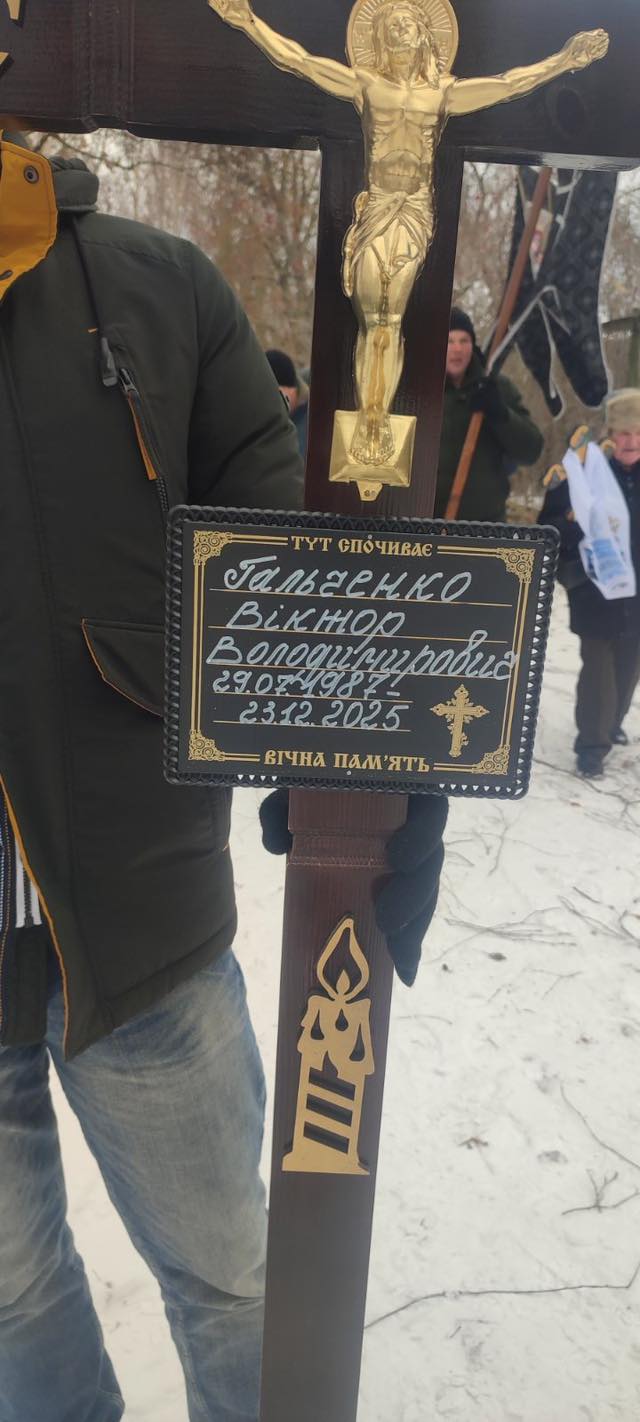 ТУТ СПОЧИВАЄ
Гальченко
Віктор
Володимирович
29.07.1987-
23.12.2025
ВІЧНА ПАМ'ЯТЬ